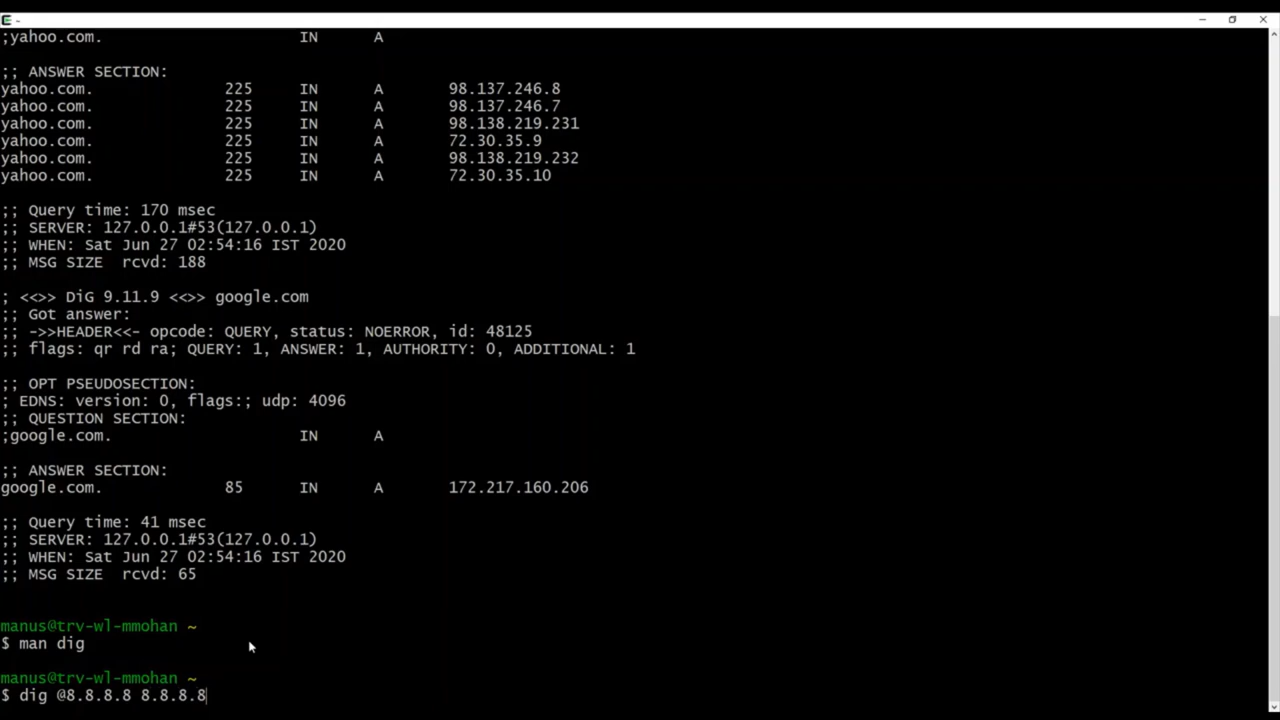 ;yahoo.com. IN A
;; ANSWER SECTION:
yahoo.com. 225 IN A 98.137.246.8
yahoo.com. 225 IN A 98.137.246.7
yahoo.com. 225 IN A 98.138.219.231
yahoo.com. 225 IN A 72.30.35.9
yahoo.com. 225 IN A 98.138.219.232
yahoo.com. 225 IN A 72.30.35.10
;; Query time: 170 msec
;; SERVER: 127.0.0.1#53(127.0.0.1)
;; WHEN: Sat Jun 27 02:54:16 IST 2020
;; MSG SIZE rcvd: 188
; <<>> DiG 9.11.9 <<>> google.com
;; Got answer:
;; ->>HEADER<<- opcode: QUERY, status: NOERROR, id: 48125
;; flags: qr rd ra; QUERY: 1, ANSWER: 1, AUTHORITY: 0, ADDITIONAL: 1
;; OPT PSEUDOSECTION:
; EDNS: version: 0, flags:; udp: 4096
;; QUESTION SECTION:
;google.com. IN A
;; ANSWER SECTION:
google.com. 85 IN A 172.217.160.206
;; Query time: 41 msec
;; SERVER: 127.0.0.1#53(127.0.0.1)
;; WHEN: Sat Jun 27 02:54:16 IST 2020
;; MSG SIZE rcvd: 65
manus@trv-wl-mmohan ~
$ man dig
manus@trv-wl-mmohan ~
$ dig @8.8.8.8 8.8.8.8